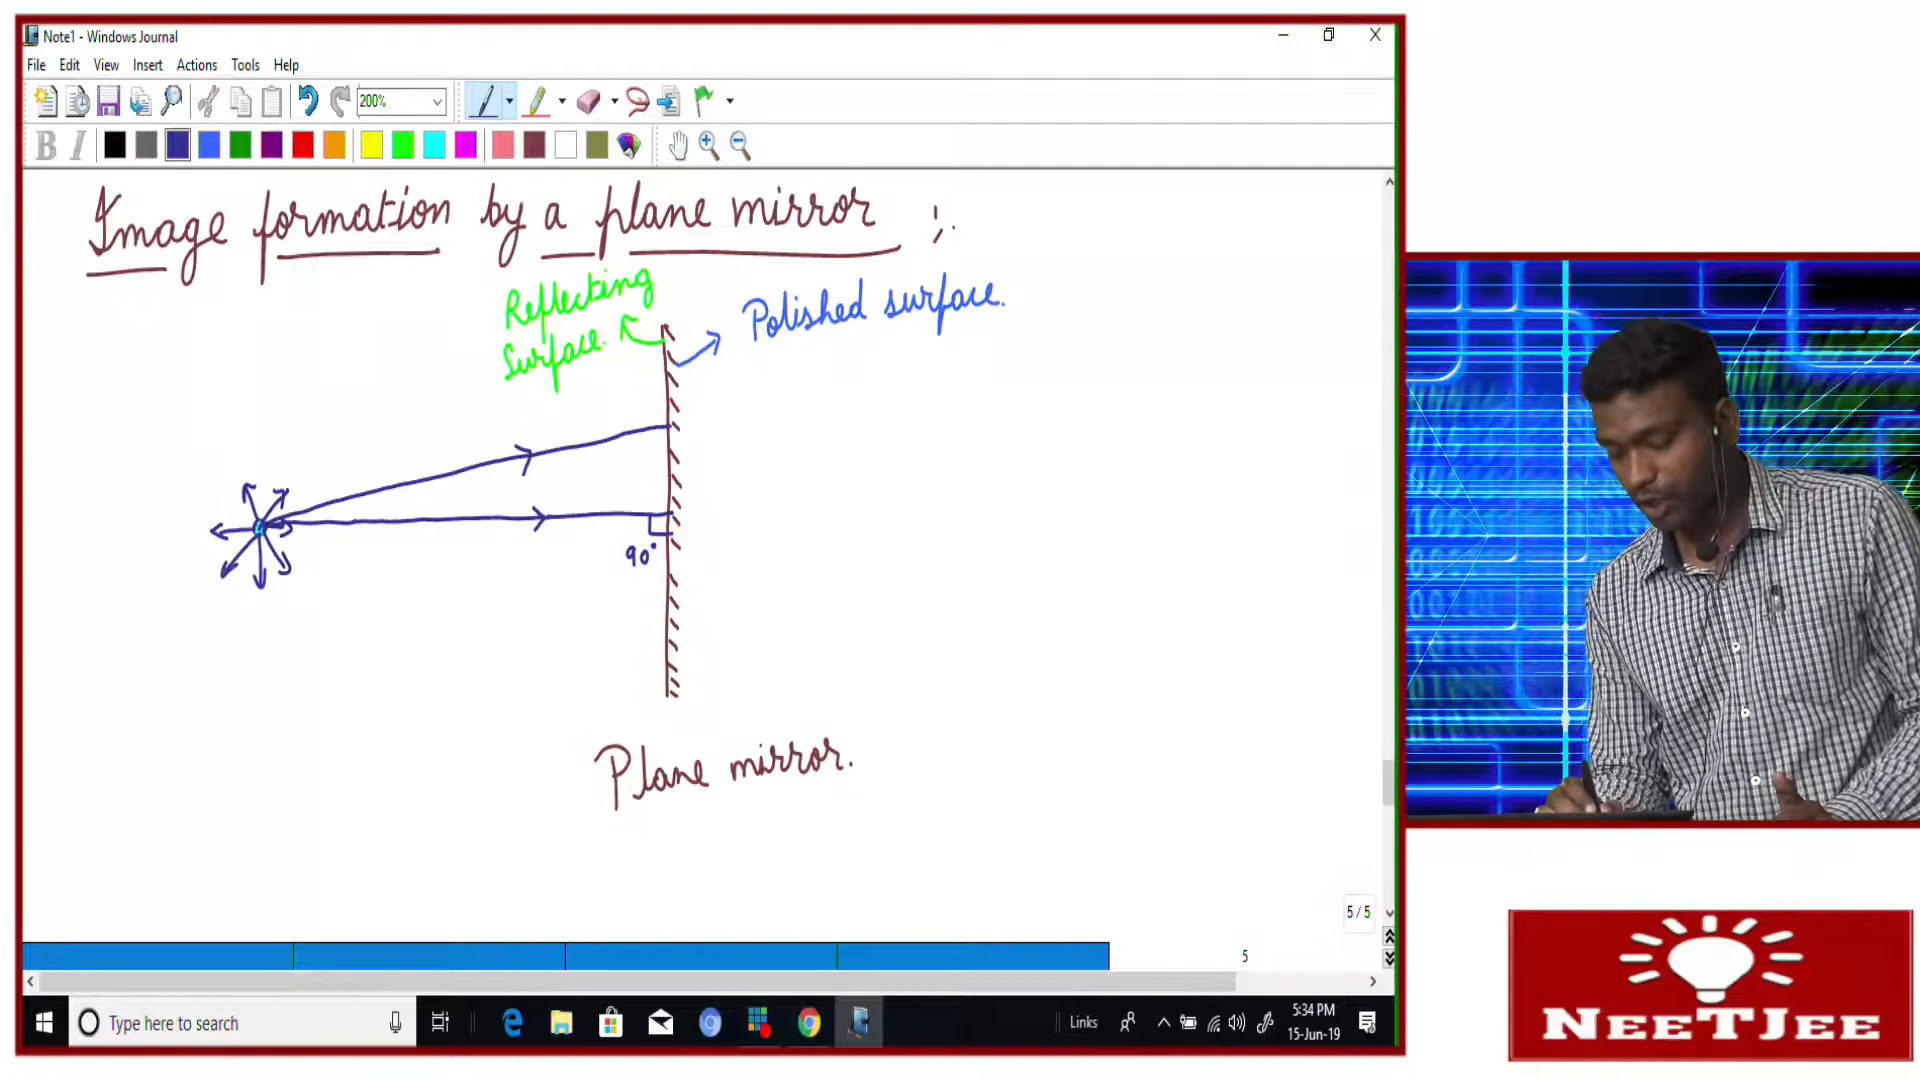 Note1 - Windows Journal
File Edit View Insert Actions Tools Help
200%
B I
Image formation by a plane mirror :.
Reflecting
Surface.
Polished surface.
90°
Plane mirror.
5 / 5
5
Type here to search
Links
5:34 PM
15-Jun-19
NEETJEE